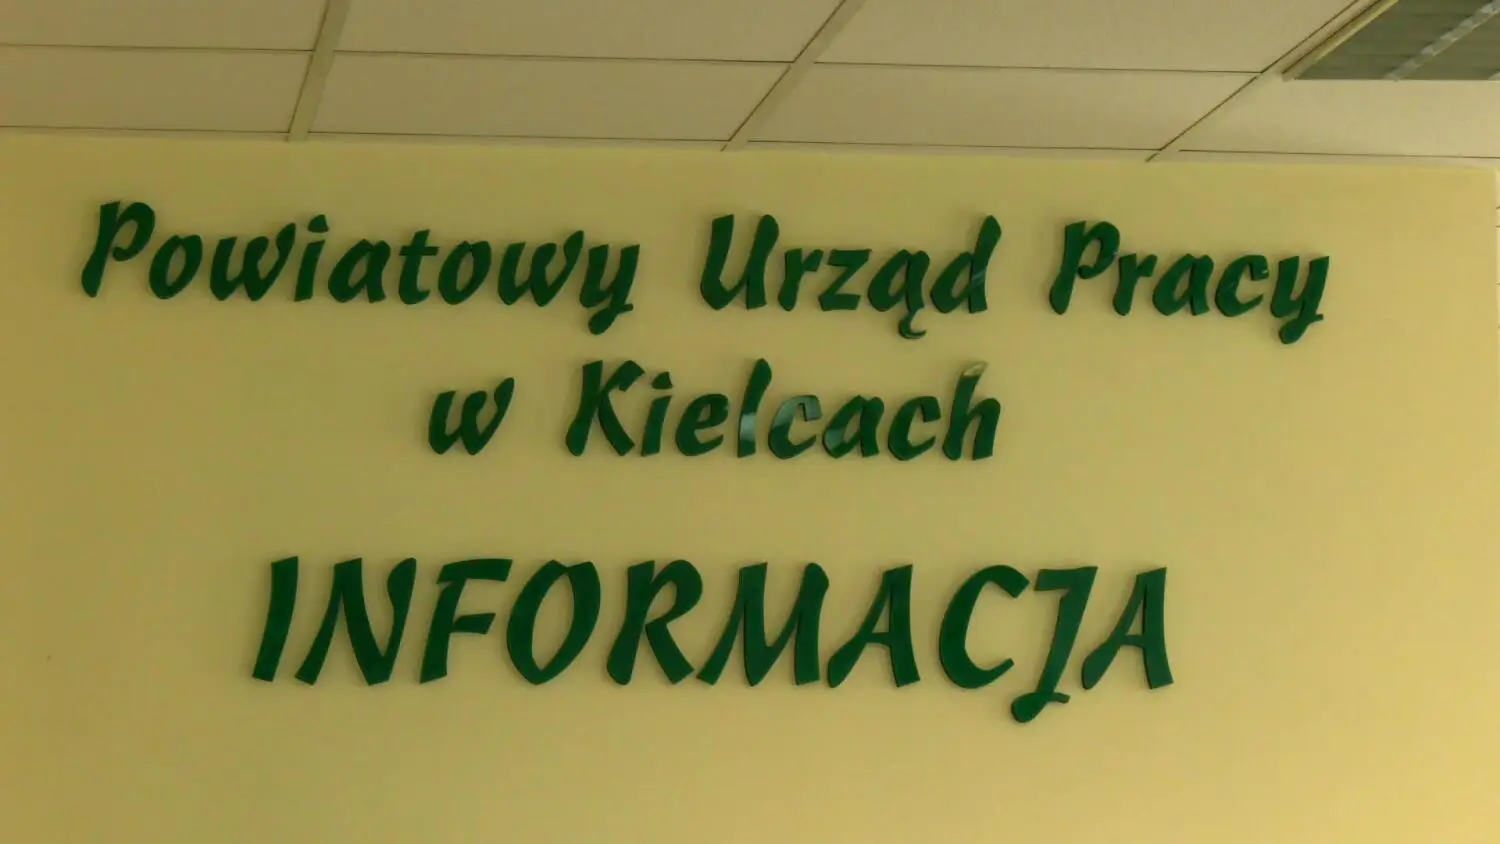 Powiatowy Urząd Pracy
w Kielcach
INFORMACJA